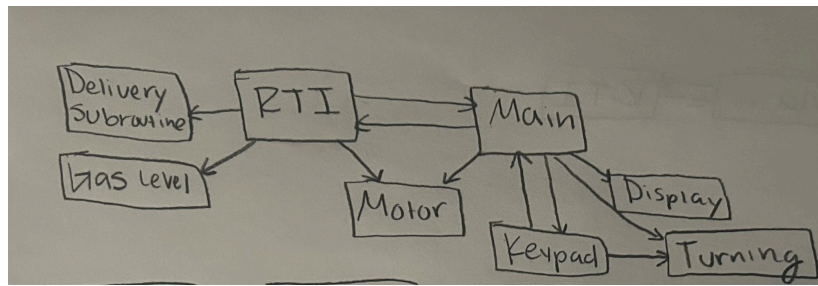 Delivery
Subroutine
RTI
Main
Gas Level
Motor
Display
Keypad
Turning